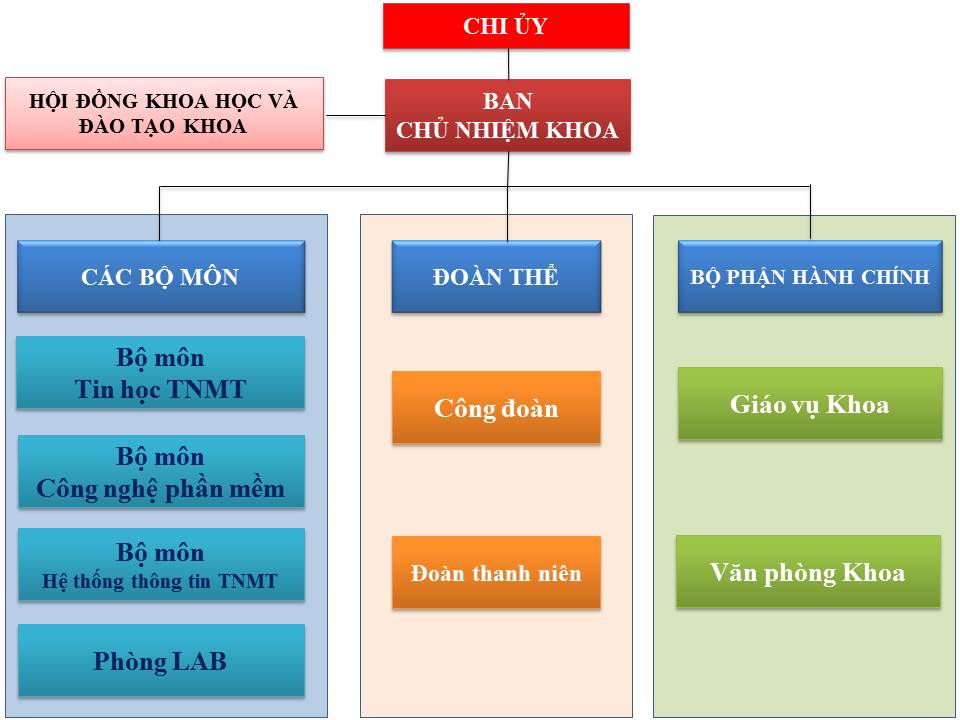 CHI ỦY
HỘI ĐỒNG KHOA HỌC VÀ
ĐÀO TẠO KHOA
BAN
CHỦ NHIỆM KHOA
CÁC BỘ MÔN
Bộ môn
Tin học TNMT
Bộ môn
Công nghệ phần mềm
Bộ môn
Hệ thống thông tin TNMT
Phòng LAB
ĐOÀN THỂ
Công đoàn
Đoàn thanh niên
BỘ PHẬN HÀNH CHÍNH
Giáo vụ Khoa
Văn phòng Khoa